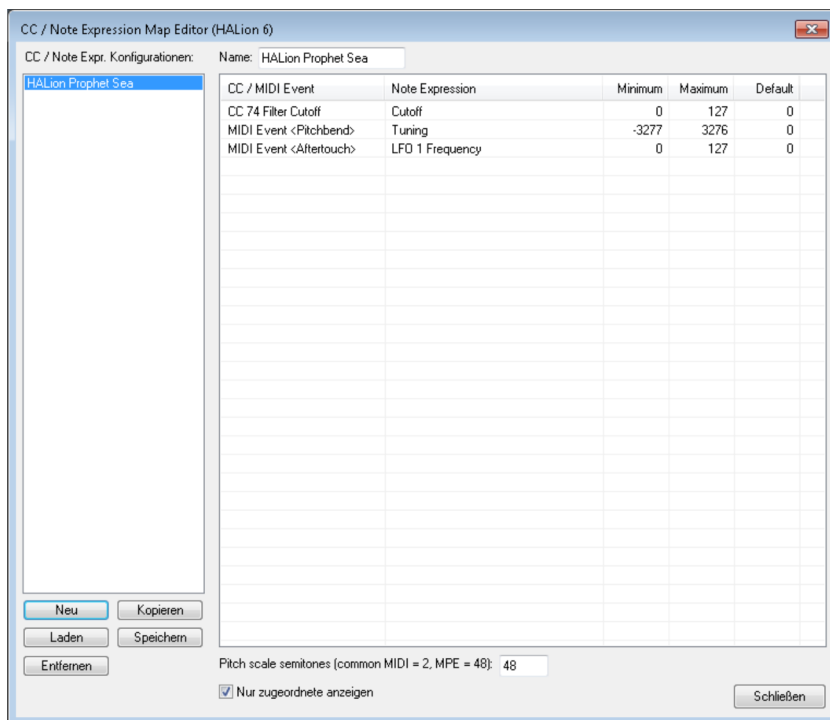 CC / Note Expression Map Editor (HALion 6)
CC / Note Expr. Konfigurationen:
Name: HALion Prophet Sea
HALion Prophet Sea
CC / MIDI Event Note Expression Minimum Maximum Default
CC 74 Filter Cutoff Cutoff 0 127 0
MIDI Event <Pitchbend> Tuning -3277 3276 0
MIDI Event <Aftertouch> LFO 1 Frequency 0 127 0
Neu Kopieren
Laden Speichern
Entfernen
Pitch scale semitones (common MIDI = 2, MPE = 48): 48
Nur zugeordnete anzeigen
Schließen